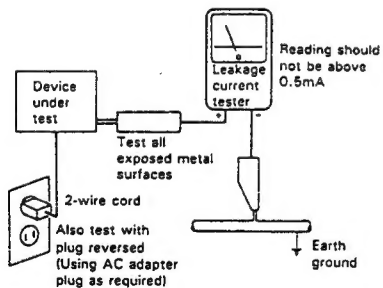 Device
under
test
Leakage
current
tester
+ -
Reading should
not be above
0.5mA
Test all
exposed metal
surfaces
2-wire cord
Also test with
plug reversed
(Using AC adapter
plug as required)
Earth
ground